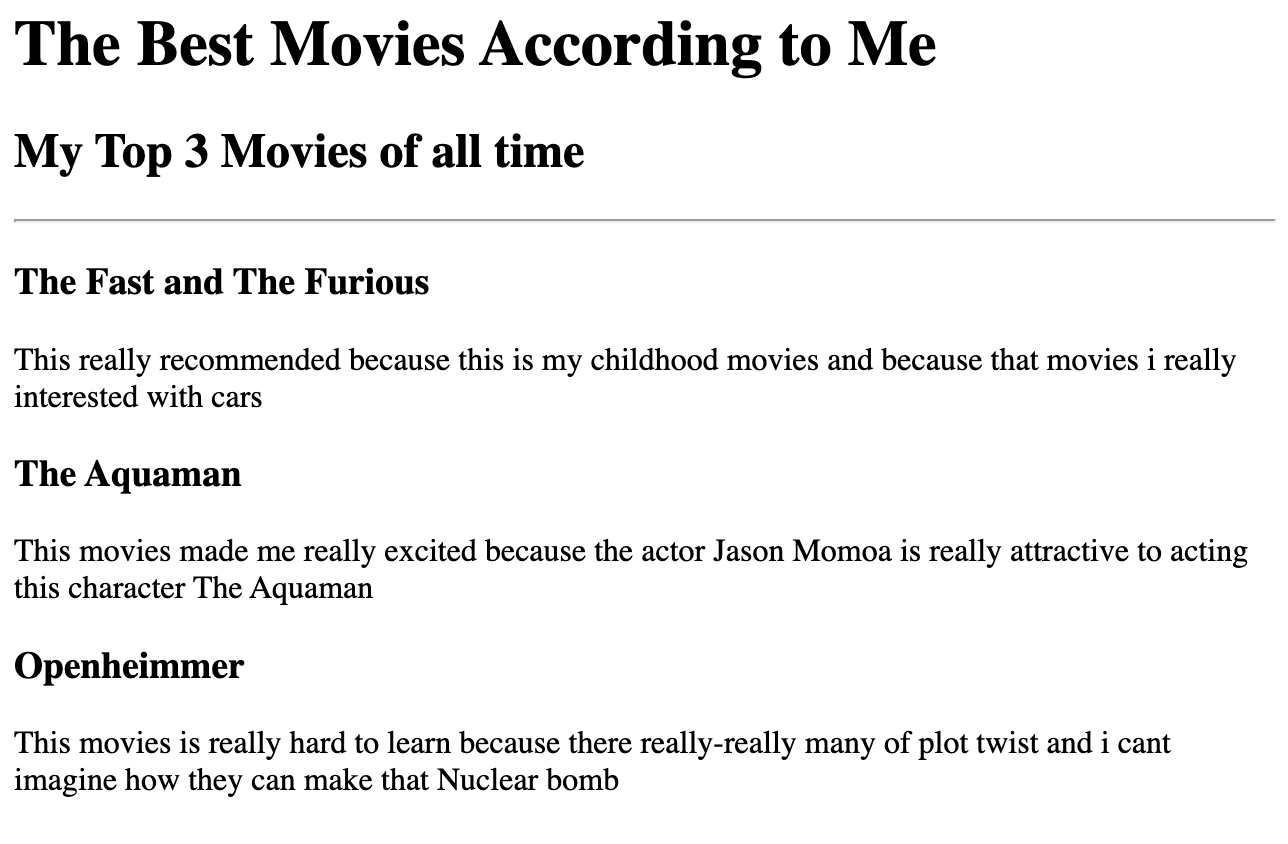 The Best Movies According to Me
My Top 3 Movies of all time
The Fast and The Furious
This really recommended because this is my childhood movies and because that movies i really
interested with cars
The Aquaman
This movies made me really excited because the actor Jason Momoa is really attractive to acting
this character The Aquaman
Openheimmer
This movies is really hard to learn because there really-really many of plot twist and i cant
imagine how they can make that Nuclear bomb